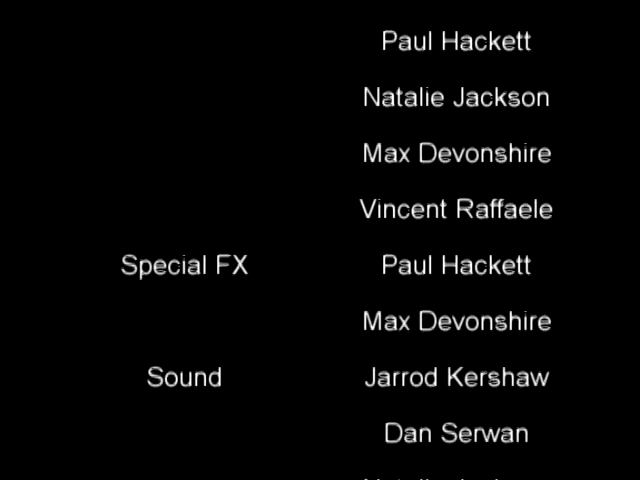 Paul Hackett
Natalie Jackson
Max Devonshire
Vincent Raffaele
Special FX Paul Hackett
Max Devonshire
Sound Jarrod Kershaw
Dan Serwan